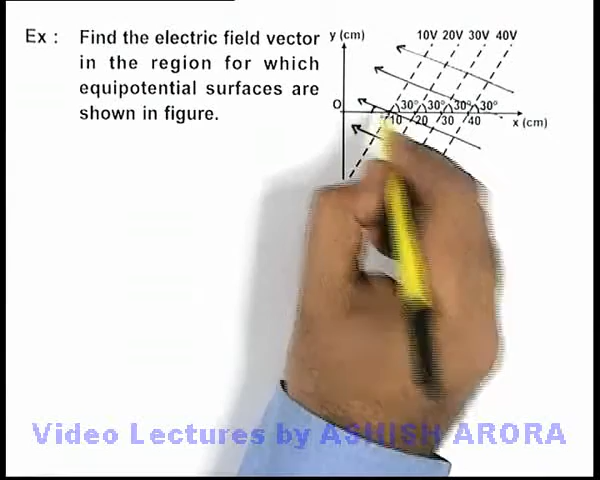 Ex : Find the electric field vector
in the region for which
equipotential surfaces are
shown in figure.
y (cm)
10V 20V 30V 40V
O
30° 30° 30° 30°
10 20 30 40
x (cm)
Video Lectures by ASHISH ARORA